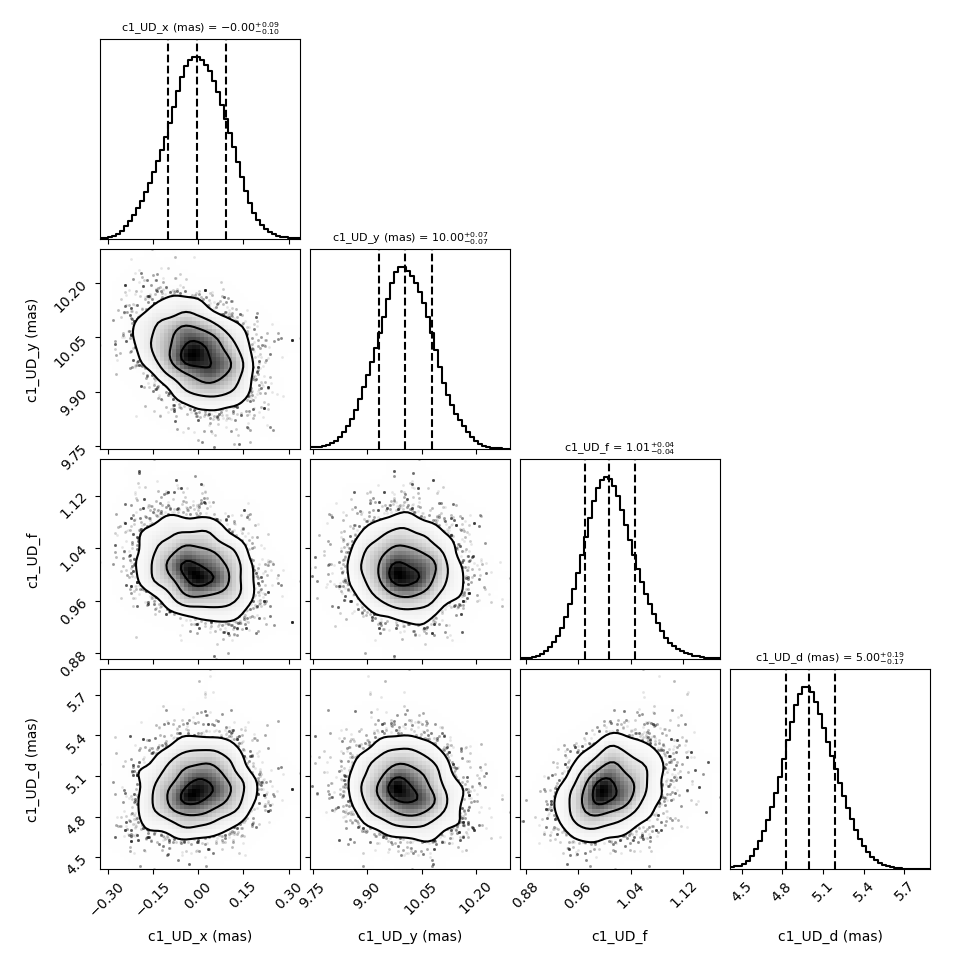 c1_UD_x (mas) = −0.00+0.09−0.10
c1_UD_y (mas) = 10.00+0.07−0.07
10.20
10.05
9.90
9.75
c1_UD_y (mas)
c1_UD_f = 1.01+0.04−0.04
1.12
1.04
0.96
0.88
c1_UD_f
c1_UD_d (mas) = 5.00+0.19−0.17
5.7
5.4
5.1
4.8
4.5
c1_UD_d (mas)
−0.30 −0.15 0.00 0.15 0.30
9.75 9.90 10.05 10.20
0.88 0.96 1.04 1.12
4.5 4.8 5.1 5.4 5.7
c1_UD_x (mas)
c1_UD_y (mas)
c1_UD_f
c1_UD_d (mas)